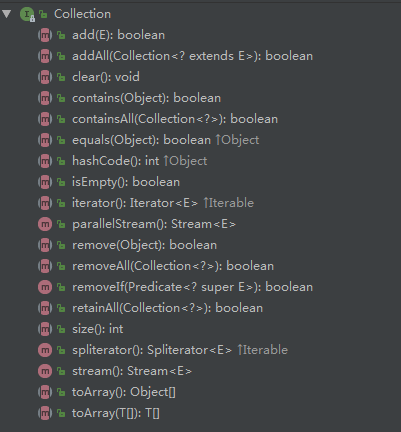 Collection
add(E): boolean
addAll(Collection<? extends E>): boolean
clear(): void
contains(Object): boolean
containsAll(Collection<?>): boolean
equals(Object): boolean ↑Object
hashCode(): int ↑Object
isEmpty(): boolean
iterator(): Iterator<E> ↑Iterable
parallelStream(): Stream<E>
remove(Object): boolean
removeAll(Collection<?>): boolean
removeIf(Predicate<? super E>): boolean
retainAll(Collection<?>): boolean
size(): int
spliterator(): Spliterator<E> ↑Iterable
stream(): Stream<E>
toArray(): Object[]
toArray(T[]): T[]